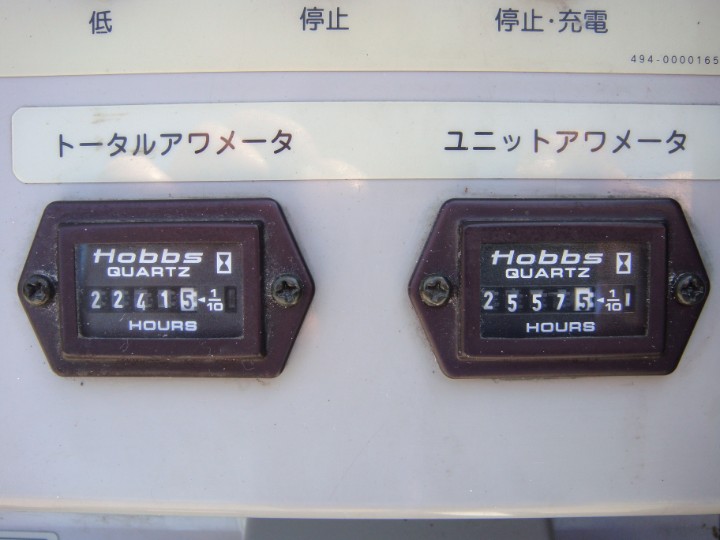 低
停止
停止・充電
494-0000165
トータルアワメータ
ユニットアワメータ
Hobbs
QUARTZ
22415 1/10
HOURS
Hobbs
QUARTZ
25575 1/10
HOURS